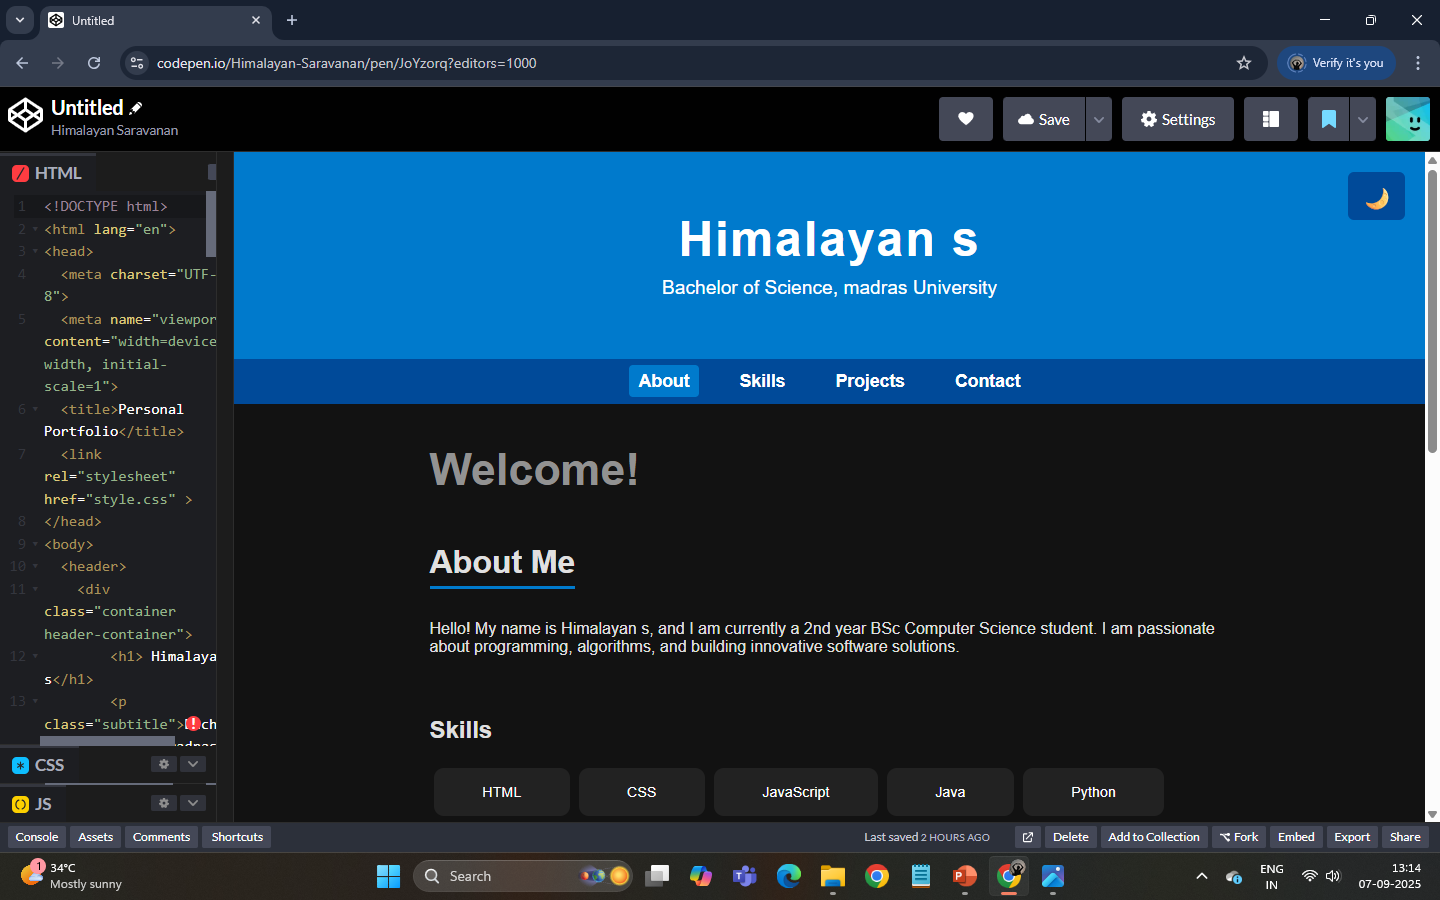 Untitled
codepen.io/Himalayan-Saravanan/pen/JoYzorq?editors=1000
Verify it's you
Untitled
Himalayan Saravanan
Save
Settings
HTML
1 <!DOCTYPE html>
2 <html lang="en">
3 <head>
4 <meta charset="UTF-
8">
5 <meta name="viewpor
content="width=device
width, initial-
scale=1">
6 <title>Personal
Portfolio</title>
7 <link
rel="stylesheet"
href="style.css" >
8 </head>
9 <body>
10 <header>
11 <div
class="container
header-container">
12 <h1> Himalaya
s</h1>
13 <p
class="subtitle">
CSS
JS
Himalayan s
Bachelor of Science, madras University
About Skills Projects Contact
Welcome!
About Me
Hello! My name is Himalayan s, and I am currently a 2nd year BSc Computer Science student. I am passionate
about programming, algorithms, and building innovative software solutions.
Skills
HTML CSS JavaScript Java Python
Console Assets Comments Shortcuts Last saved 2 HOURS AGO Delete Add to Collection Fork Embed Export Share
1
34°C
Mostly sunny
Search
ENG
IN
13:14
07-09-2025